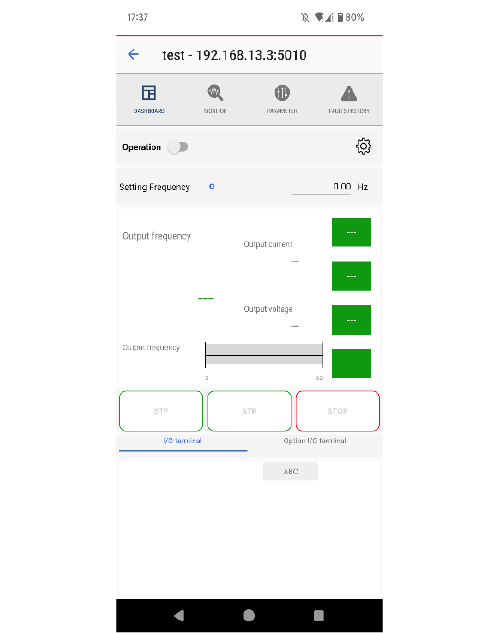 17:37
80%
test - 192.168.13.3:5010
DASHBOARD
MONITOR
PARAMETER
FAULTS HISTORY
Operation
Setting Frequency
0
0.00 Hz
Output frequency
Output current
---
---
---
---
Output voltage
---
---
---
Output frequency
0
60
STF
STR
STOP
I/O terminal
Option I/O terminal
ABC